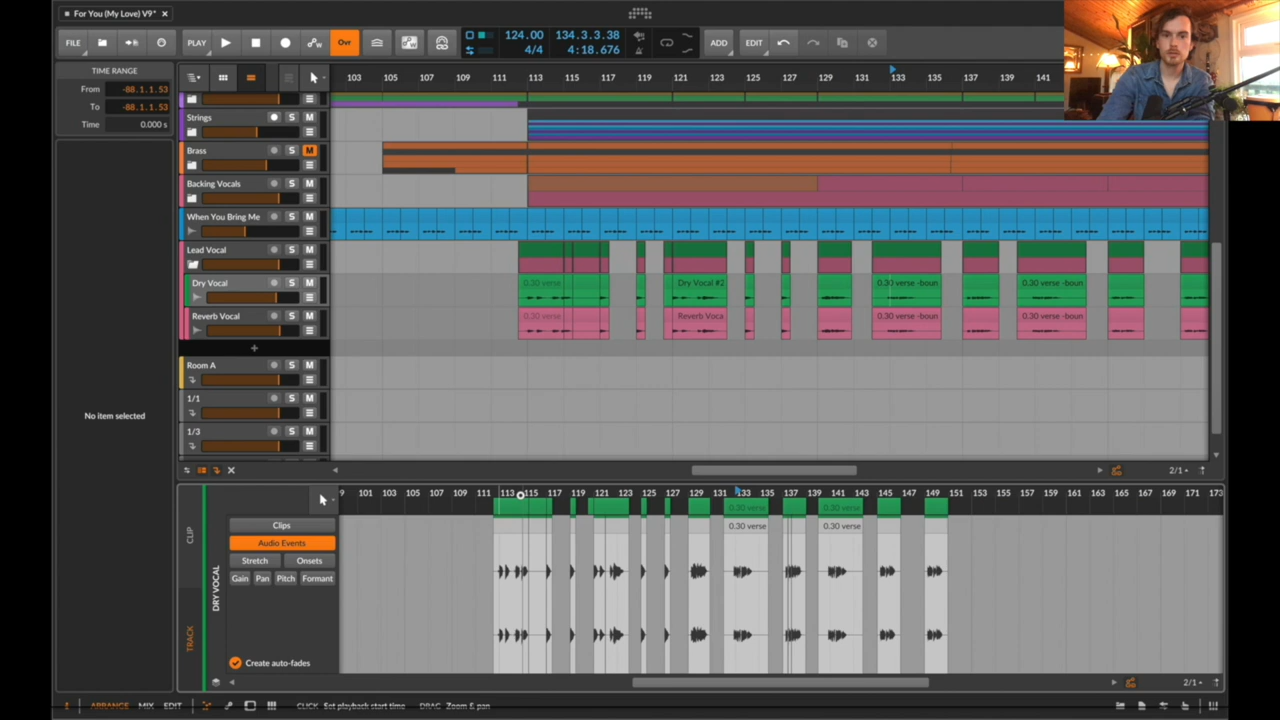 For You (My Love) V9*
FILE PLAY Ovr 124.00 4/4 134.3.3.38 4:18.676 ADD EDIT
TIME RANGE
From -88.1.1.53
To -88.1.1.53
Time 0.000 s
No item selected
103 105 107 109 111 113 115 117 119 121 123 125 127 129 131 133 135 137 139 141
Strings S M
Brass S M
Backing Vocals S M
When You Bring Me S M
Lead Vocal S M
Dry Vocal S M 0.30 verse Dry Vocal #2 0.30 verse -boun 0.30 verse -boun
Reverb Vocal S M 0.30 verse Reverb Voca 0.30 verse -boun 0.30 verse -boun
+
Room A S M
1/1 S M
1/3 S M
2/1
9 101 103 105 107 109 111 113 115 117 119 121 123 125 127 129 131 133 135 137 139 141 143 145 147 149 151 153 155 157 159 161 163 165 167 169 171 173
0.30 verse 0.30 verse
0.30 verse 0.30 verse
CLIP
TRACK
DRY VOCAL
Clips
Audio Events
Stretch Onsets
Gain Pan Pitch Formant
Create auto-fades
2/1
ARRANGE MIX EDIT CLICK Set playback start time DRAG Zoom & pan